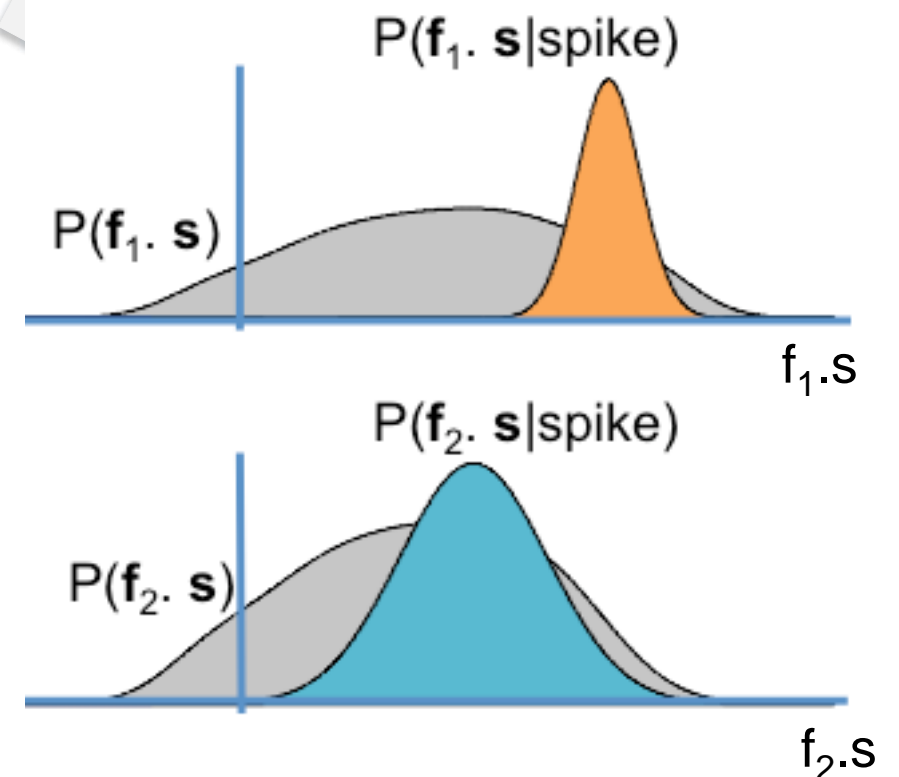 P(f₁. s|spike)
P(f₁. s)
f₁.s
P(f₂. s|spike)
P(f₂. s)
f₂.s